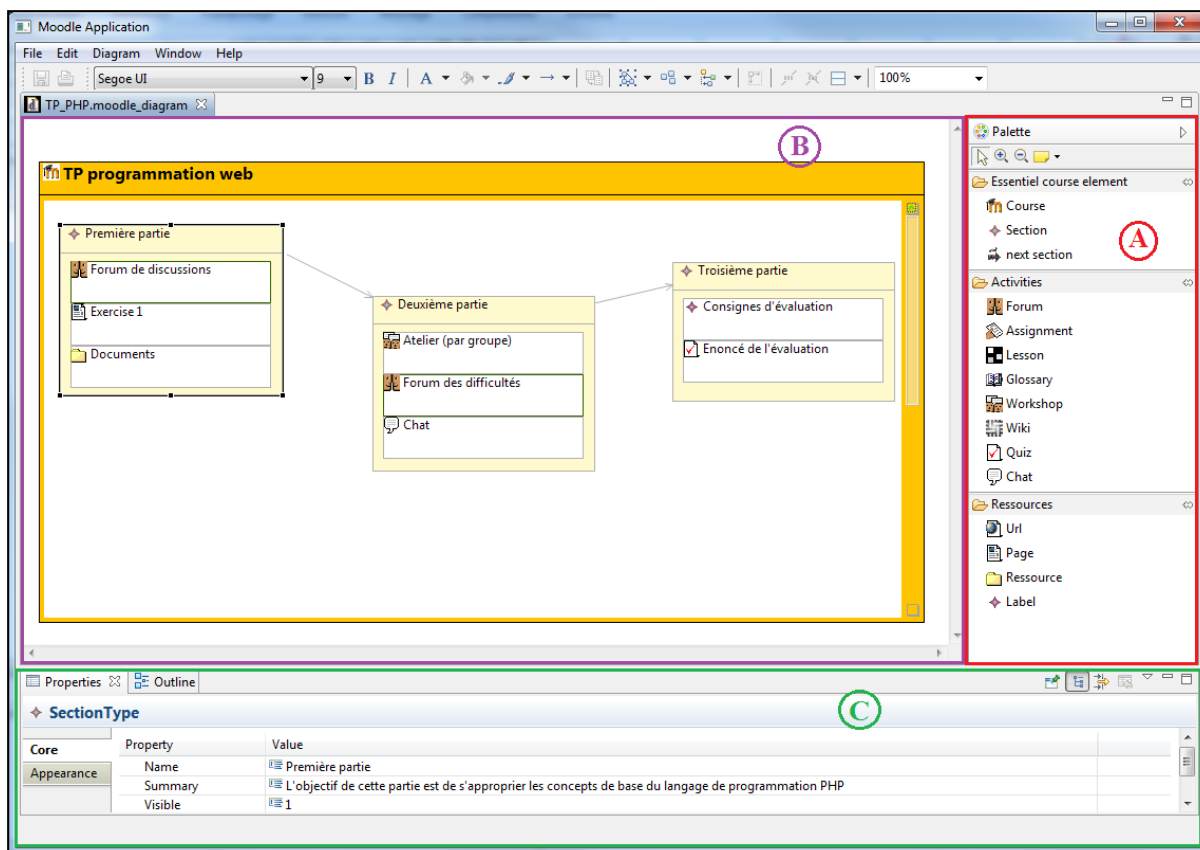 Moodle Application
File Edit Diagram Window Help
Segoe UI 9 B I A 100%
TP_PHP.moodle_diagram
B
TP programmation web
Première partie
Forum de discussions
Exercise 1
Documents
Deuxième partie
Atelier (par groupe)
Forum des difficultés
Chat
Troisième partie
Consignes d'évaluation
Enoncé de l'évaluation
Palette
Essentiel course element
Course
A
Section
next section
Activities
Forum
Assignment
Lesson
Glossary
Workshop
Wiki
Quiz
Chat
Ressources
Url
Page
Ressource
Label
Properties Outline
SectionType
C
Core
Appearance
Property Value
Name Première partie
Summary L'objectif de cette partie est de s'approprier les concepts de base du langage de programmation PHP
Visible 1